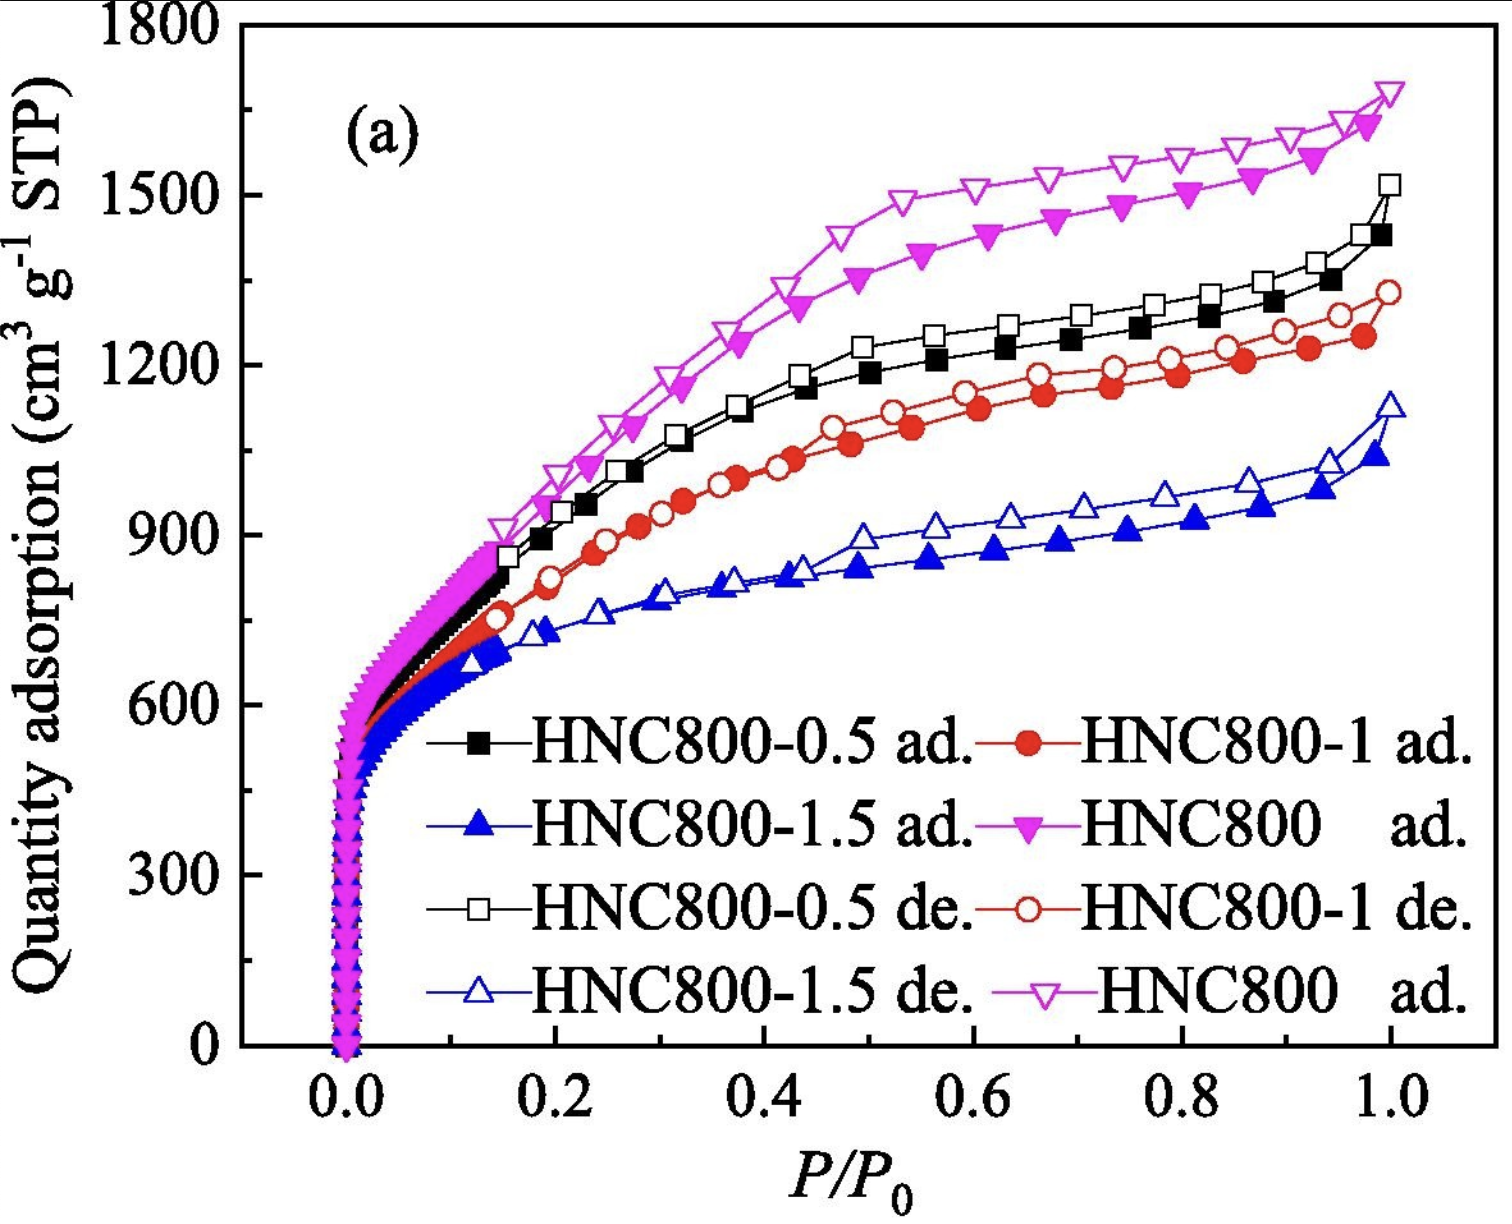 1800
1500
1200
900
600
300
0
Quantity adsorption (cm³ g⁻¹ STP)
(a)
HNC800-0.5 ad. HNC800-1 ad.
HNC800-1.5 ad. HNC800 ad.
HNC800-0.5 de. HNC800-1 de.
HNC800-1.5 de. HNC800 ad.
0.0 0.2 0.4 0.6 0.8 1.0
P/P₀